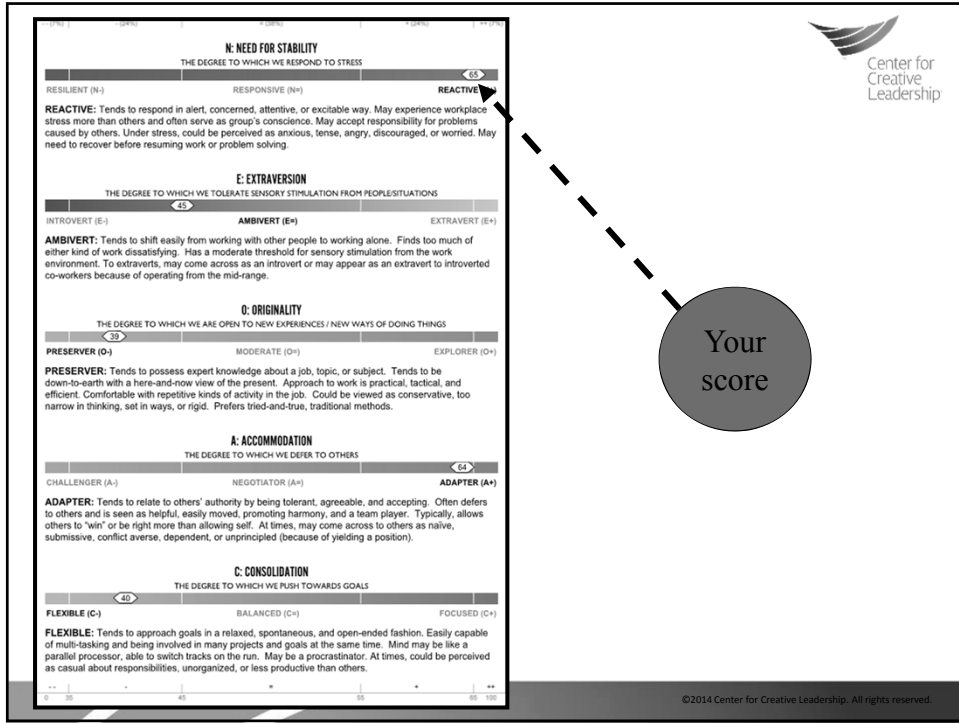 -- (7%) - (24%) = (38%) + (24%) ++ (7%)
Center for
Creative
Leadership
N: NEED FOR STABILITY
THE DEGREE TO WHICH WE RESPOND TO STRESS
65
RESILIENT (N-) RESPONSIVE (N=) REACTIVE
REACTIVE: Tends to respond in alert, concerned, attentive, or excitable way. May experience workplace
stress more than others and often serve as group's conscience. May accept responsibility for problems
caused by others. Under stress, could be perceived as anxious, tense, angry, discouraged, or worried. May
need to recover before resuming work or problem solving.
E: EXTRAVERSION
THE DEGREE TO WHICH WE TOLERATE SENSORY STIMULATION FROM PEOPLE/SITUATIONS
45
INTROVERT (E-) AMBIVERT (E=) EXTRAVERT (E+)
AMBIVERT: Tends to shift easily from working with other people to working alone. Finds too much of
either kind of work dissatisfying. Has a moderate threshold for sensory stimulation from the work
environment. To extraverts, may come across as an introvert or may appear as an extravert to introverted
co-workers because of operating from the mid-range.
O: ORIGINALITY
THE DEGREE TO WHICH WE ARE OPEN TO NEW EXPERIENCES / NEW WAYS OF DOING THINGS
39
PRESERVER (O-) MODERATE (O=) EXPLORER (O+)
PRESERVER: Tends to possess expert knowledge about a job, topic, or subject. Tends to be
down-to-earth with a here-and-now view of the present. Approach to work is practical, tactical, and
efficient. Comfortable with repetitive kinds of activity in the job. Could be viewed as conservative, too
narrow in thinking, set in ways, or rigid. Prefers tried-and-true, traditional methods.
Your
score
A: ACCOMMODATION
THE DEGREE TO WHICH WE DEFER TO OTHERS
64
CHALLENGER (A-) NEGOTIATOR (A=) ADAPTER (A+)
ADAPTER: Tends to relate to others' authority by being tolerant, agreeable, and accepting. Often defers
to others and is seen as helpful, easily moved, promoting harmony, and a team player. Typically, allows
others to "win" or be right more than allowing self. At times, may come across to others as naïve,
submissive, conflict averse, dependent, or unprincipled (because of yielding a position).
C: CONSOLIDATION
THE DEGREE TO WHICH WE PUSH TOWARDS GOALS
40
FLEXIBLE (C-) BALANCED (C=) FOCUSED (C+)
FLEXIBLE: Tends to approach goals in a relaxed, spontaneous, and open-ended fashion. Easily capable
of multi-tasking and being involved in many projects and goals at the same time. Mind may be like a
parallel processor, able to switch tracks on the run. May be a procrastinator. At times, could be perceived
as casual about responsibilities, unorganized, or less productive than others.
-- - = + ++
0 35 45 55 65 100
©2014 Center for Creative Leadership. All rights reserved.